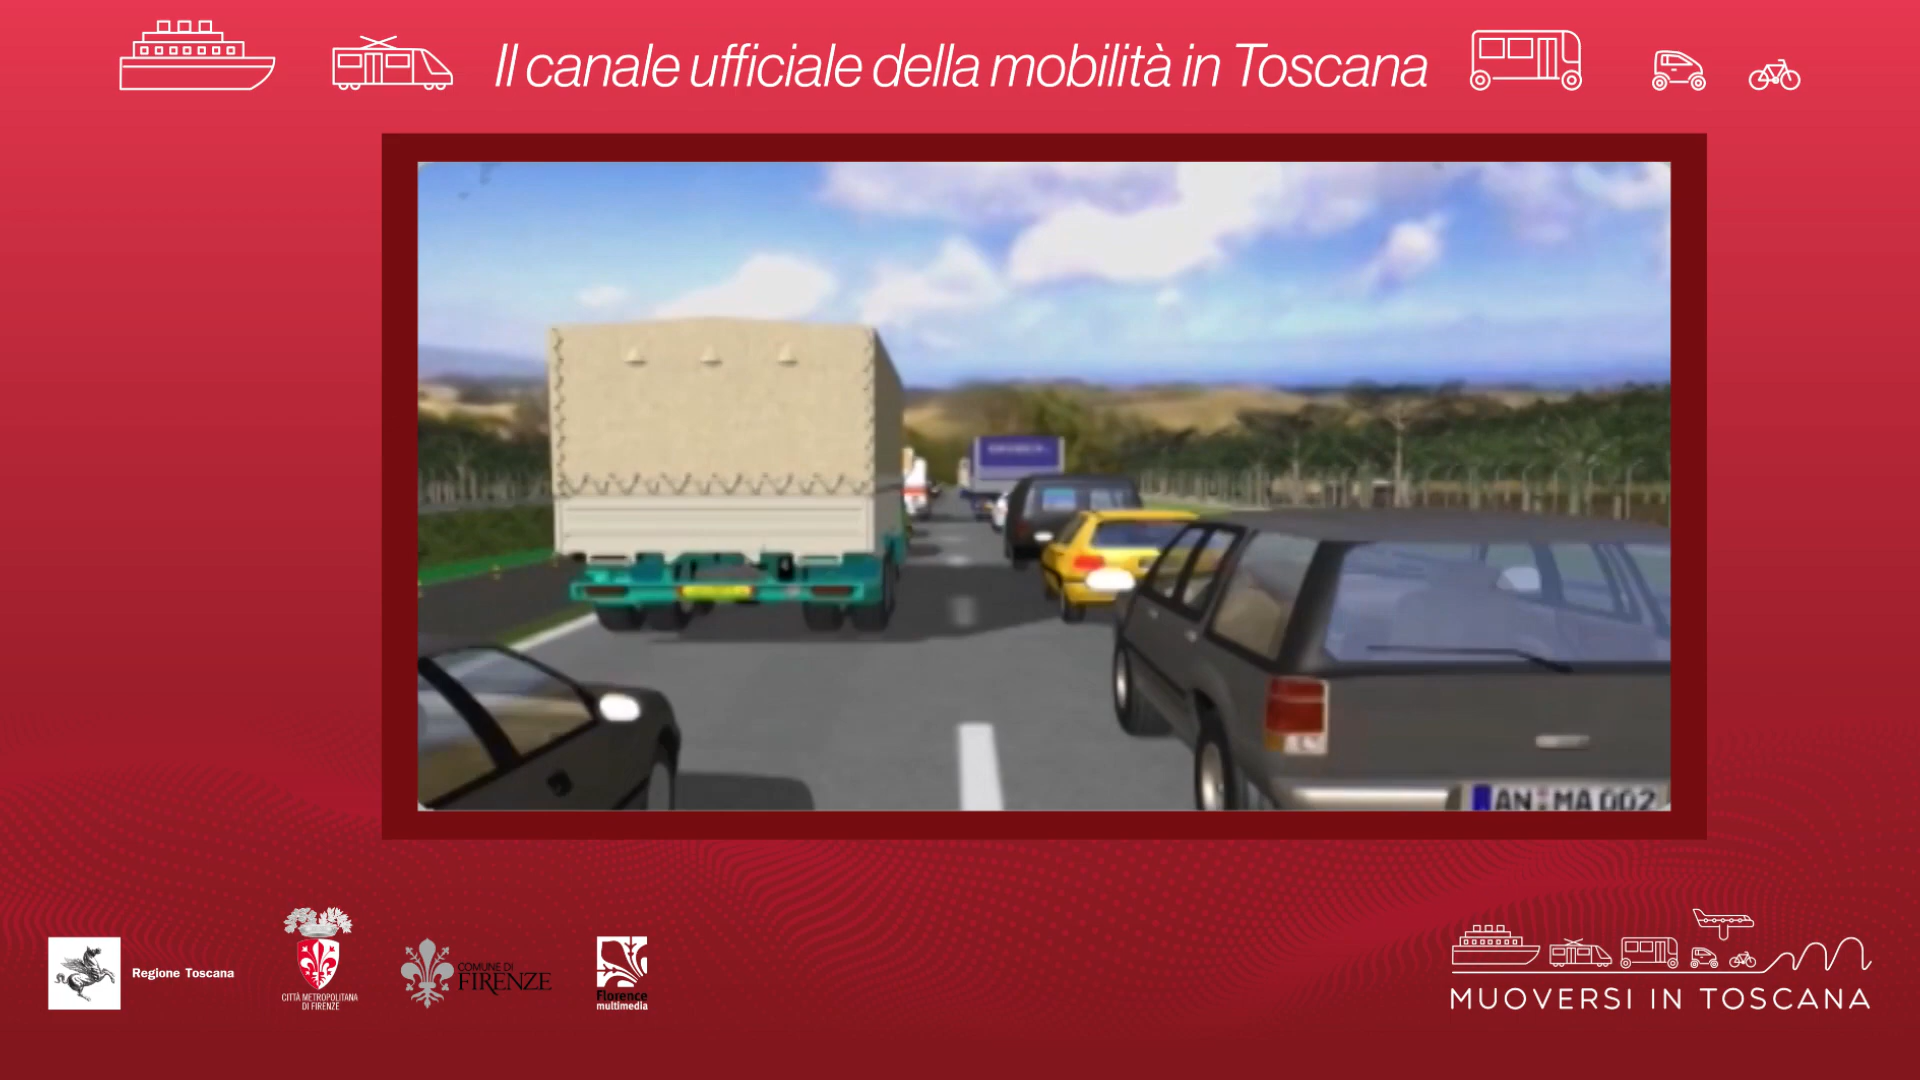 Il canale ufficiale della mobilità in Toscana
AN MA 002
Regione Toscana
CITTÀ METROPOLITANA
DI FIRENZE
COMUNE DI
FIRENZE
Florence
multimedia
MUOVERSI IN TOSCANA